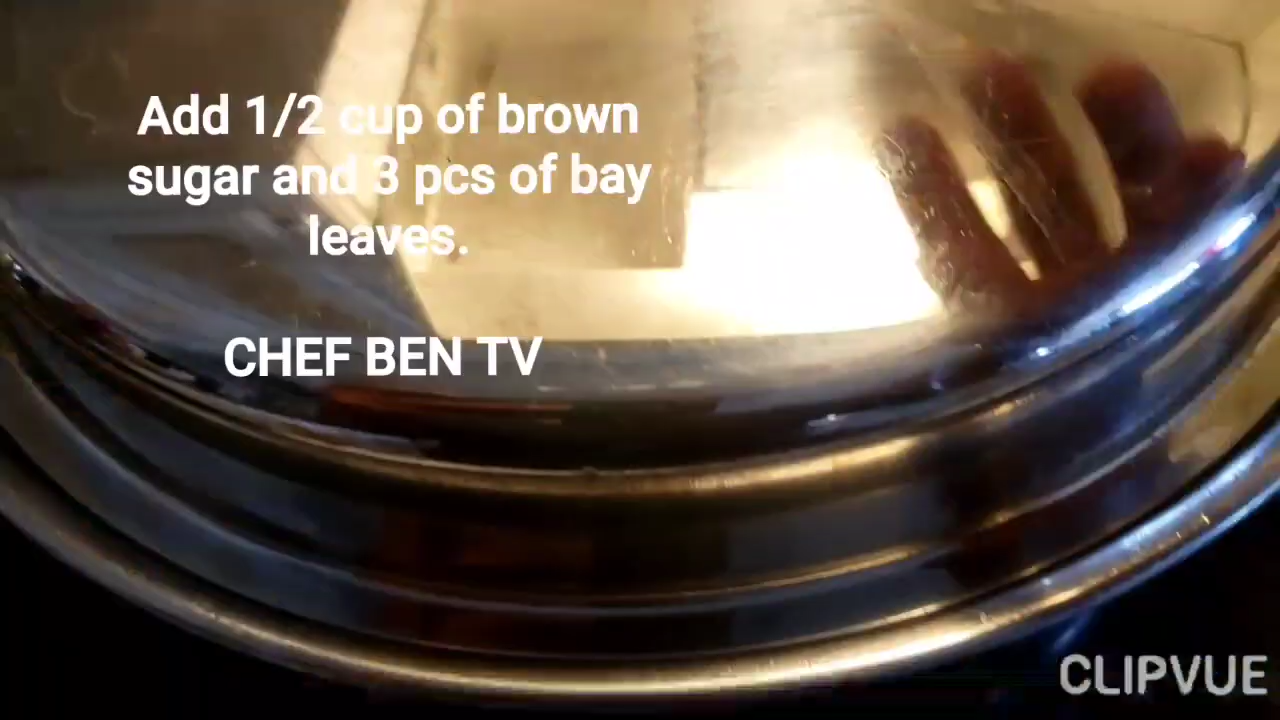 Add 1/2 cup of brown
sugar and 3 pcs of bay
leaves.
CHEF BEN TV
CLIPVUE